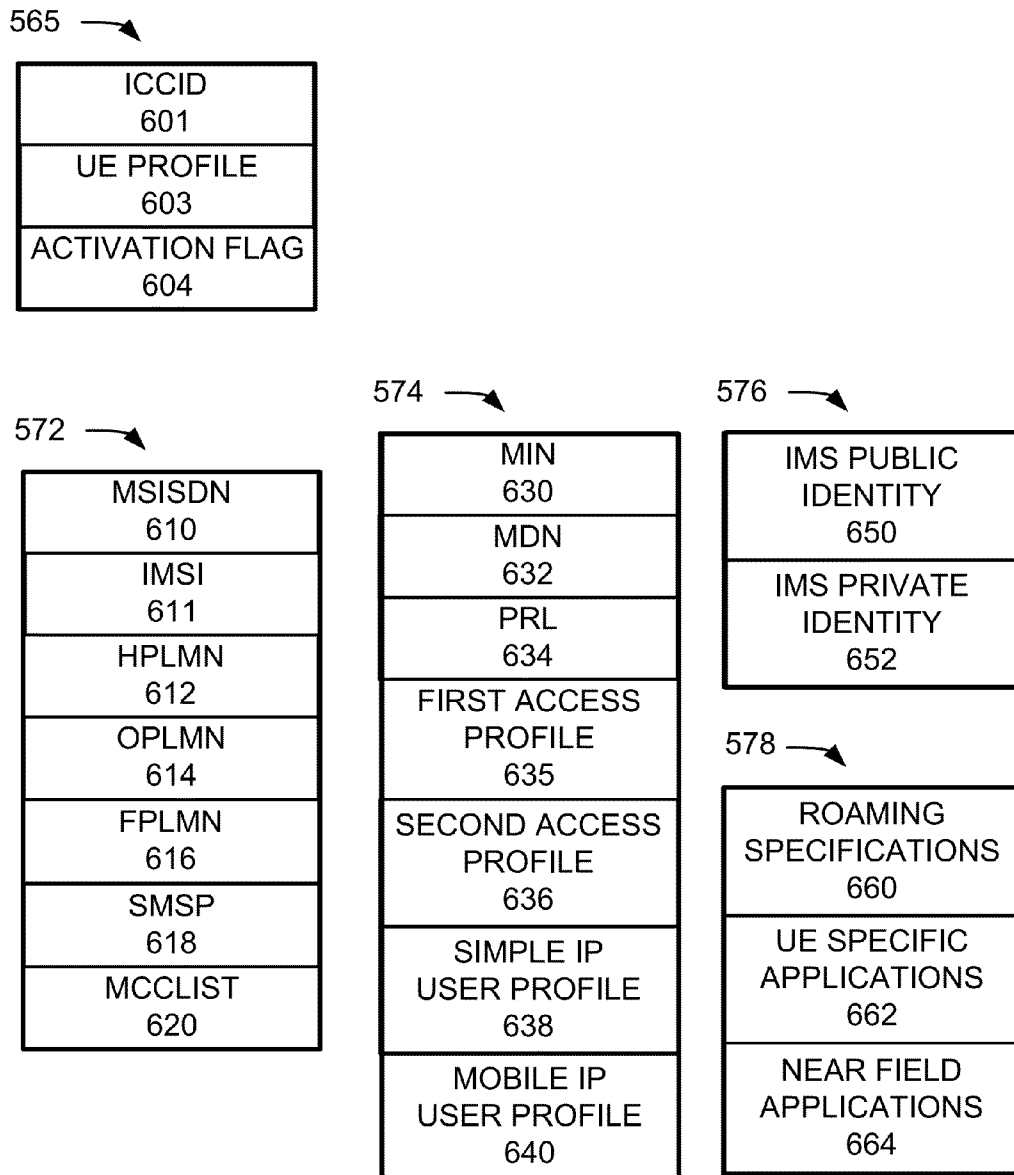 565
ICCID
601
UE PROFILE
603
ACTIVATION FLAG
604
572
MSISDN
610
IMSI
611
HPLMN
612
OPLMN
614
FPLMN
616
SMSP
618
MCCLIST
620
574
MIN
630
MDN
632
PRL
634
FIRST ACCESS
PROFILE
635
SECOND ACCESS
PROFILE
636
SIMPLE IP
USER PROFILE
638
MOBILE IP
USER PROFILE
640
576
IMS PUBLIC
IDENTITY
650
IMS PRIVATE
IDENTITY
652
578
ROAMING
SPECIFICATIONS
660
UE SPECIFIC
APPLICATIONS
662
NEAR FIELD
APPLICATIONS
664